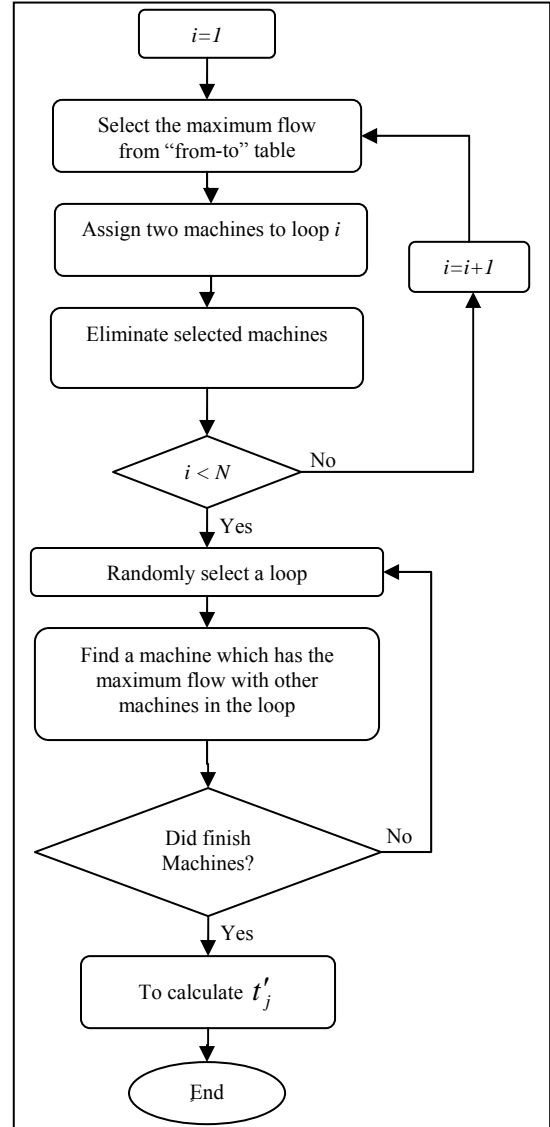 i=1
Select the maximum flow
from “from-to” table
Assign two machines to loop i
i=i+1
Eliminate selected machines
i < N
No
Yes
Randomly select a loop
Find a machine which has the
maximum flow with other
machines in the loop
Did finish
Machines?
No
Yes
To calculate t′j
End